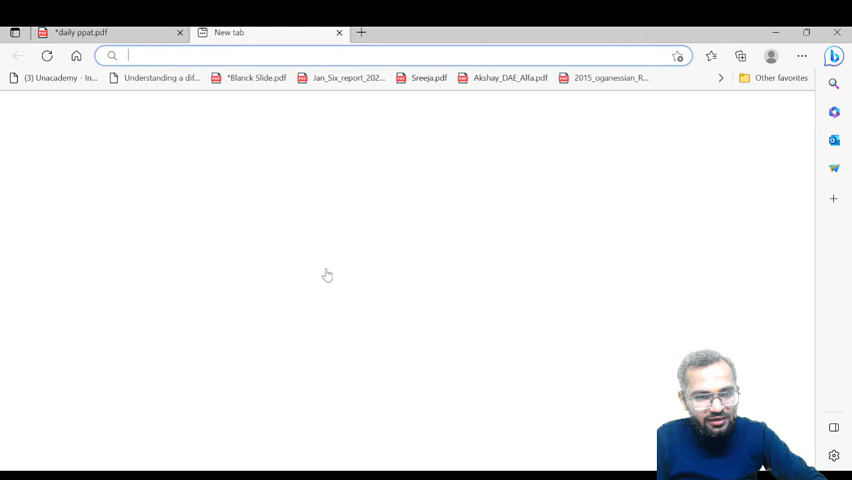 *daily ppat.pdf
New tab
(3) Unacademy - In...
Understanding a dif...
*Blanck Slide.pdf
Jan_Six_report_202...
Sreeja.pdf
Akshay_DAE_Alfa.pdf
2015_oganessian_R...
Other favorites